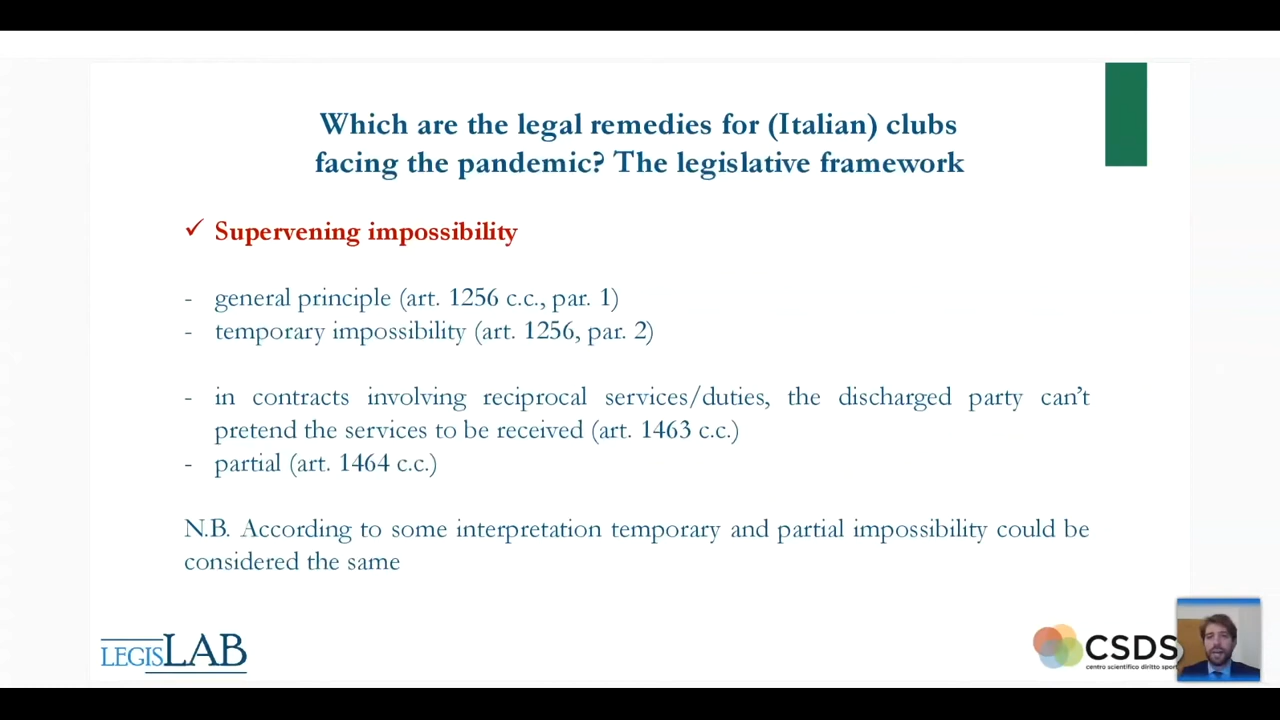 Which are the legal remedies for (Italian) clubs
facing the pandemic? The legislative framework
✓ Supervening impossibility
- general principle (art. 1256 c.c., par. 1)
- temporary impossibility (art. 1256, par. 2)
- in contracts involving reciprocal services/duties, the discharged party can't
pretend the services to be received (art. 1463 c.c.)
- partial (art. 1464 c.c.)
N.B. According to some interpretation temporary and partial impossibility could be
considered the same
LEGISLAB
CSDS
centro scientifico diritto sport